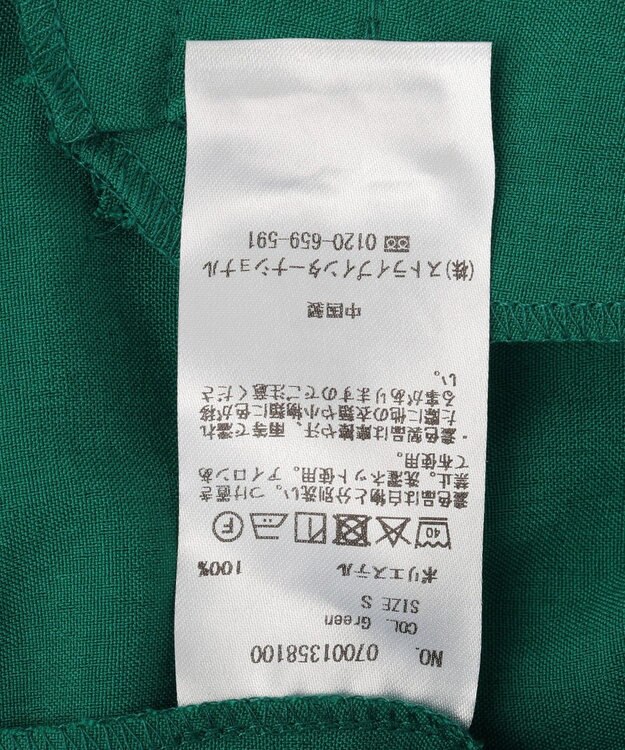 NO. 07001358100
COL. Green
SIZE S
ポリエステル 100%
40
F
濃色品は白物と分別洗い。つけ置き
禁止。洗濯ネット使用。アイロンあ
て布使用。
・濃色製品は摩擦や汗、雨等で濡れ
た際に他の衣類や小物類に色が移
る事がありますのでご注意くださ
い。
中国製
(株)ストライプインターナショナル
0120-659-591